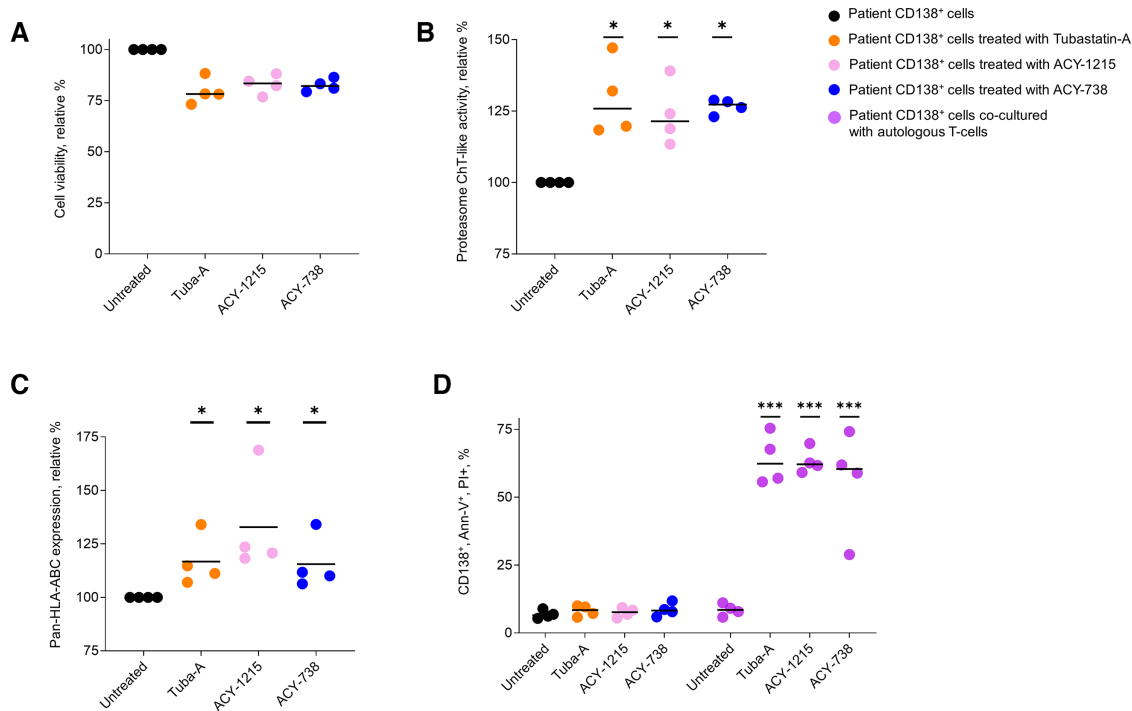 A
Cell viability, relative %
100
75
50
25
0
Untreated
Tuba-A
ACY-1215
ACY-738
B
Proteasome ChT-like activity, relative %
150
125
100
75
*
*
*
Untreated
Tuba-A
ACY-1215
ACY-738
Patient CD138⁺ cells
Patient CD138⁺ cells treated with Tubastatin-A
Patient CD138⁺ cells treated with ACY-1215
Patient CD138⁺ cells treated with ACY-738
Patient CD138⁺ cells co-cultured
with autologous T-cells
C
Pan-HLA-ABC expression, relative %
175
150
125
100
75
*
*
*
Untreated
Tuba-A
ACY-1215
ACY-738
D
CD138⁺, Ann-V⁺, PI+, %
75
50
25
0
***
***
***
Untreated
Tuba-A
ACY-1215
ACY-738
Untreated
Tuba-A
ACY-1215
ACY-738